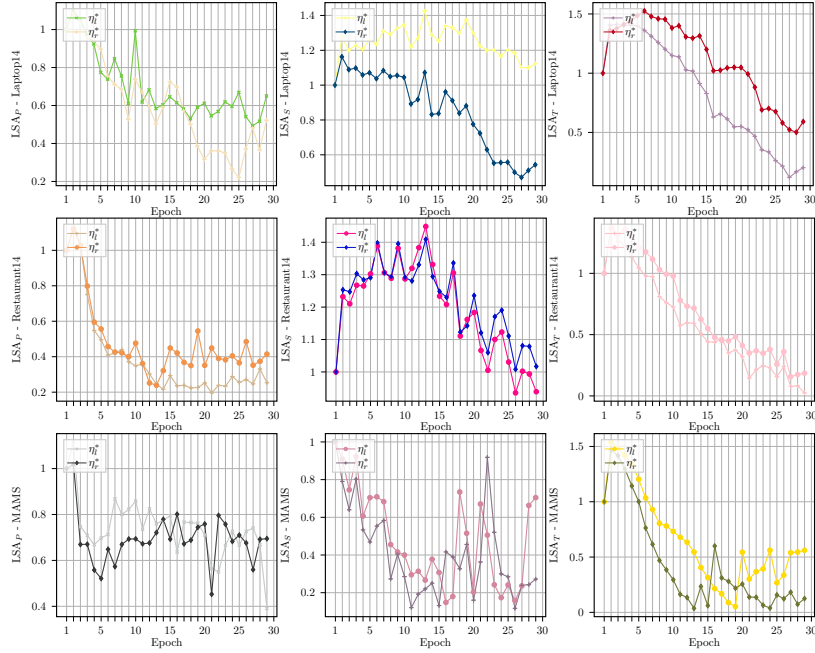 LSA_P - Laptop14
1
0.8
0.6
0.4
0.2
η_l^*
η_r^*
1 5 10 15 20 25 30
Epoch
LSA_S - Laptop14
1.4
1.2
1
0.8
0.6
η_l^*
η_r^*
1 5 10 15 20 25 30
Epoch
LSA_T - Laptop14
1.5
1
0.5
η_l^*
η_r^*
1 5 10 15 20 25 30
Epoch
LSA_P - Restaurant14
1
0.8
0.6
0.4
0.2
η_l^*
η_r^*
1 5 10 15 20 25 30
Epoch
LSA_S - Restaurant14
1.4
1.3
1.2
1.1
1
η_l^*
η_r^*
1 5 10 15 20 25 30
Epoch
LSA_T - Restaurant14
1
0.5
0
η_l^*
η_r^*
1 5 10 15 20 25 30
Epoch
LSA_P - MAMS
1
0.8
0.6
0.4
η_l^*
η_r^*
1 5 10 15 20 25 30
Epoch
LSA_S - MAMS
1
0.8
0.6
0.4
0.2
η_l^*
η_r^*
1 5 10 15 20 25 30
Epoch
LSA_T - MAMS
1.5
1
0.5
0
η_l^*
η_r^*
1 5 10 15 20 25 30
Epoch